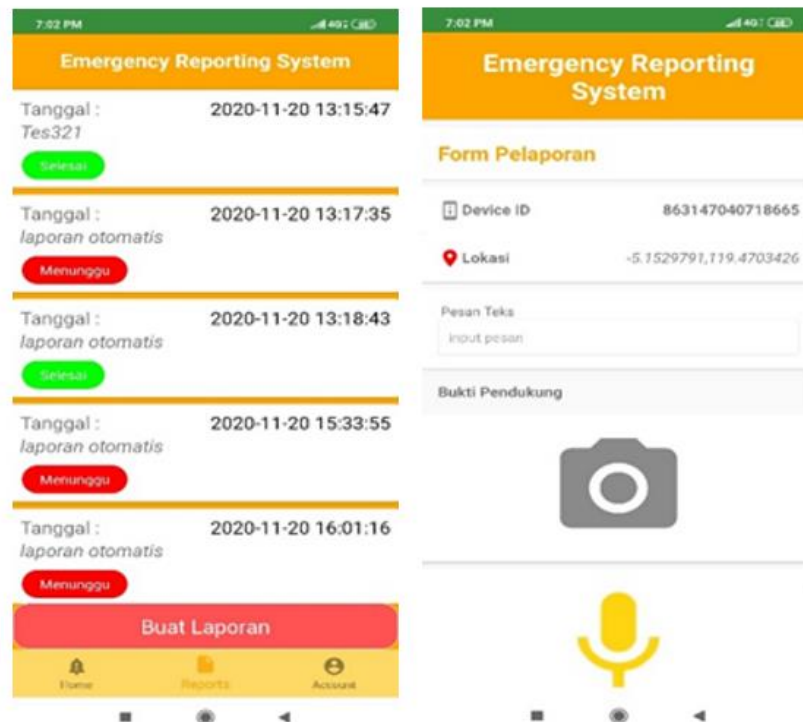 7:02 PM
4G
Emergency Reporting System
Tanggal : 2020-11-20 13:15:47
Tes321
Selesai
Tanggal : 2020-11-20 13:17:35
laporan otomatis
Menunggu
Tanggal : 2020-11-20 13:18:43
laporan otomatis
Selesai
Tanggal : 2020-11-20 15:33:55
laporan otomatis
Menunggu
Tanggal : 2020-11-20 16:01:16
laporan otomatis
Menunggu
Buat Laporan
Home Reports Account
7:02 PM
4G
Emergency Reporting
System
Form Pelaporan
Device ID 863147040718665
Lokasi -5.1529791,119.4703426
Pesan Teks
input pesan
Bukti Pendukung